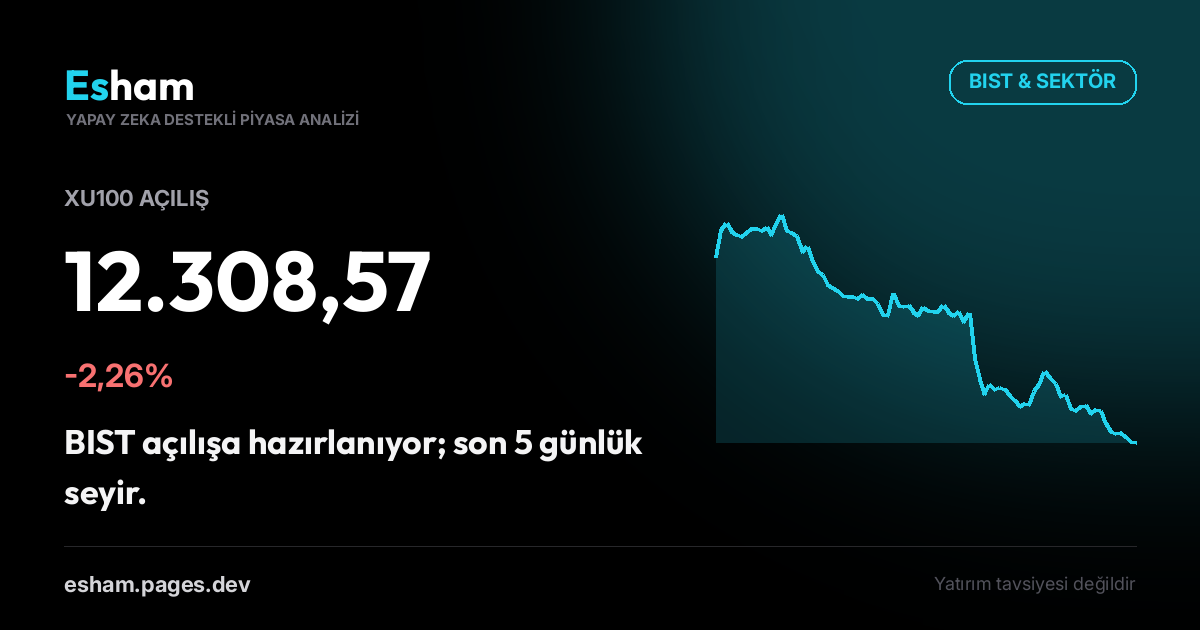 Esham
YAPAY ZEKA DESTEKLİ PİYASA ANALİZİ
BIST & SEKTÖR
XU100 AÇILIŞ
12.308,57
-2,26%
BIST açılışa hazırlanıyor; son 5 günlük
seyir.
esham.pages.dev
Yatırım tavsiyesi değildir